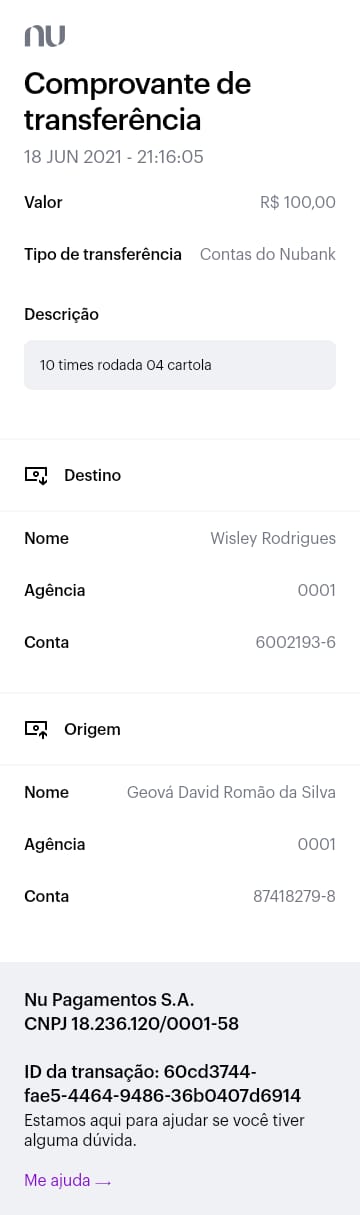 nu
Comprovante de
transferência
18 JUN 2021 - 21:16:05
Valor R$ 100,00
Tipo de transferência Contas do Nubank
Descrição
10 times rodada 04 cartola
Destino
Nome Wisley Rodrigues
Agência 0001
Conta 6002193-6
Origem
Nome Geová David Romão da Silva
Agência 0001
Conta 87418279-8
Nu Pagamentos S.A.
CNPJ 18.236.120/0001-58
ID da transação: 60cd3744-
fae5-4464-9486-36b0407d6914
Estamos aqui para ajudar se você tiver
alguma dúvida.
Me ajuda →